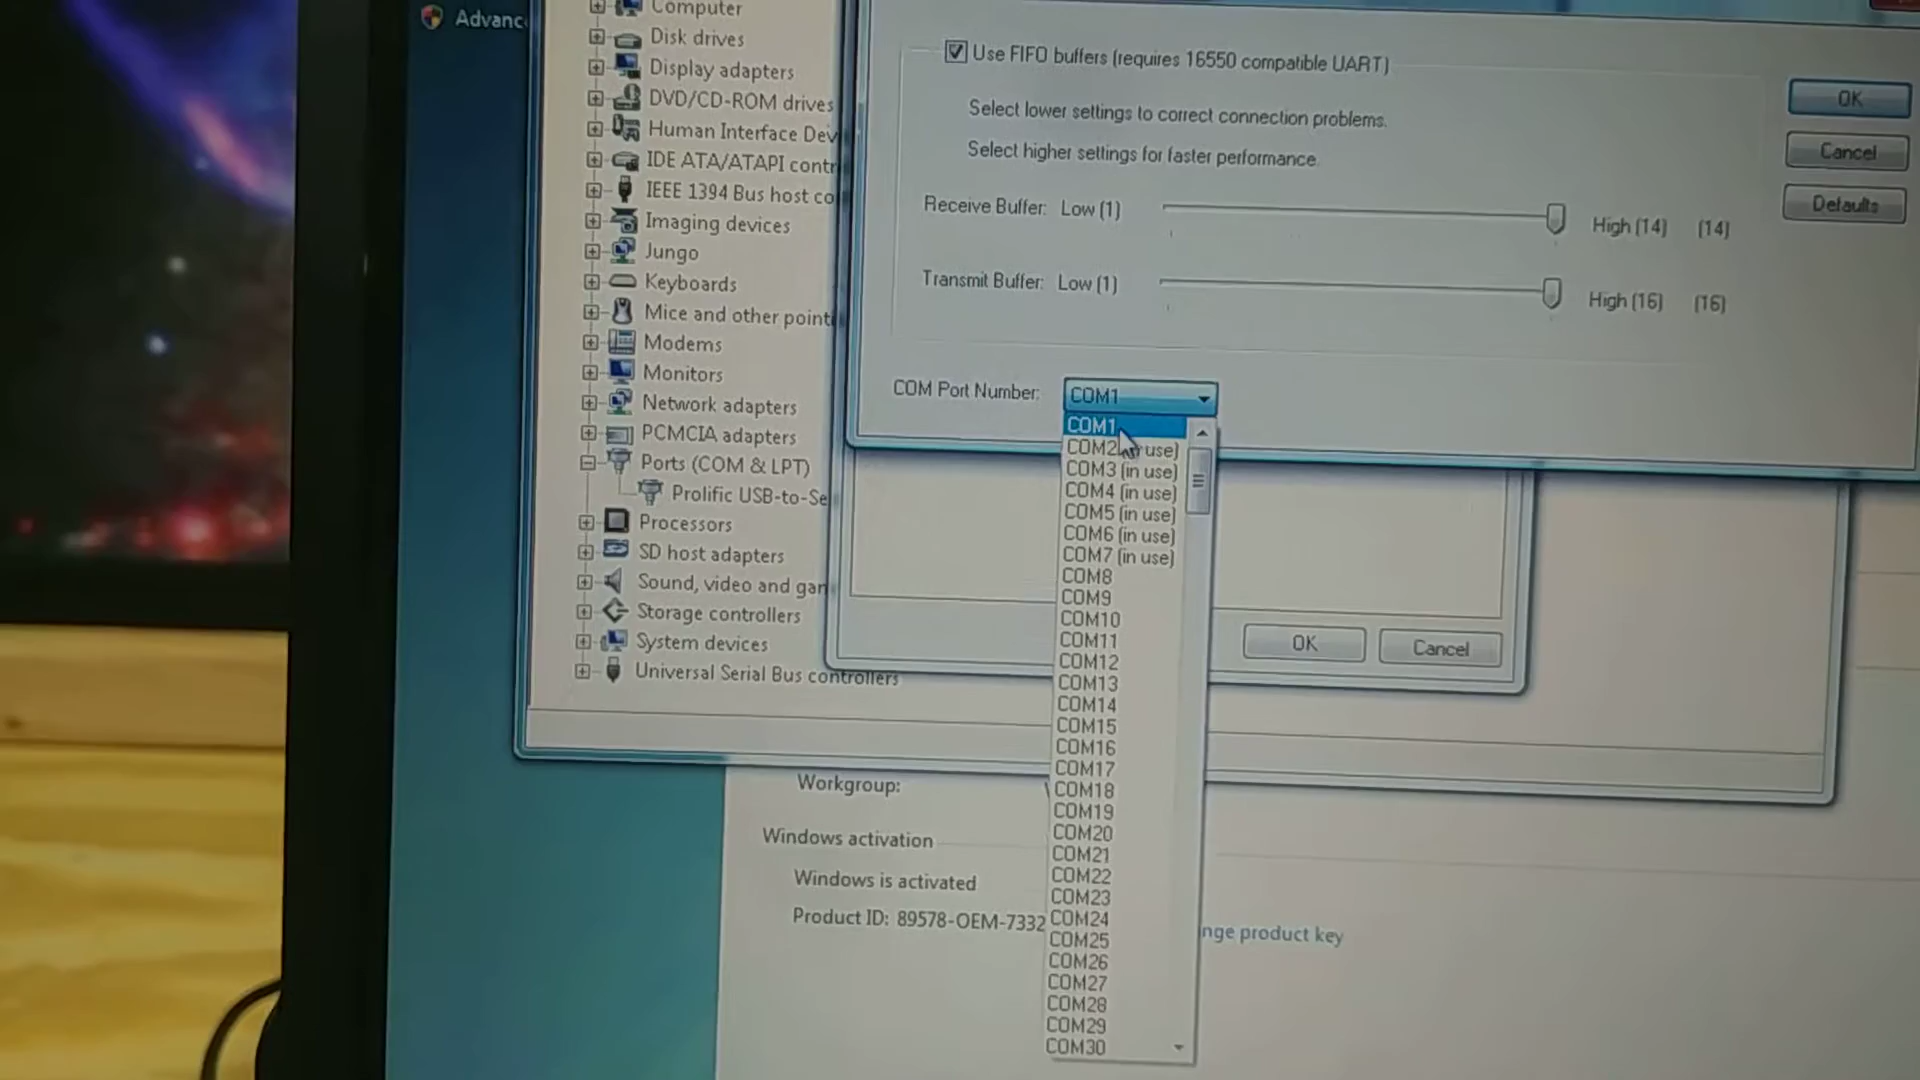 Advanc
Computer
Disk drives
Display adapters
DVD/CD-ROM drives
Human Interface Dev
IDE ATA/ATAPI contr
IEEE 1394 Bus host co
Imaging devices
Jungo
Keyboards
Mice and other pointi
Modems
Monitors
Network adapters
PCMCIA adapters
Ports (COM & LPT)
Prolific USB-to-Se
Processors
SD host adapters
Sound, video and gam
Storage controllers
System devices
Universal Serial Bus controllers
Use FIFO buffers (requires 16550 compatible UART)
Select lower settings to correct connection problems.
Select higher settings for faster performance.
Receive Buffer: Low (1) High (14) (14)
Transmit Buffer: Low (1) High (16) (16)
OK
Cancel
Defaults
COM Port Number: COM1
COM1
COM2 (in use)
COM3 (in use)
COM4 (in use)
COM5 (in use)
COM6 (in use)
COM7 (in use)
COM8
COM9
COM10
COM11
COM12
COM13
COM14
COM15
COM16
COM17
COM18
COM19
COM20
COM21
COM22
COM23
COM24
COM25
COM26
COM27
COM28
COM29
COM30
OK Cancel
Workgroup:
Windows activation
Windows is activated
Product ID: 89578-OEM-7332
nge product key